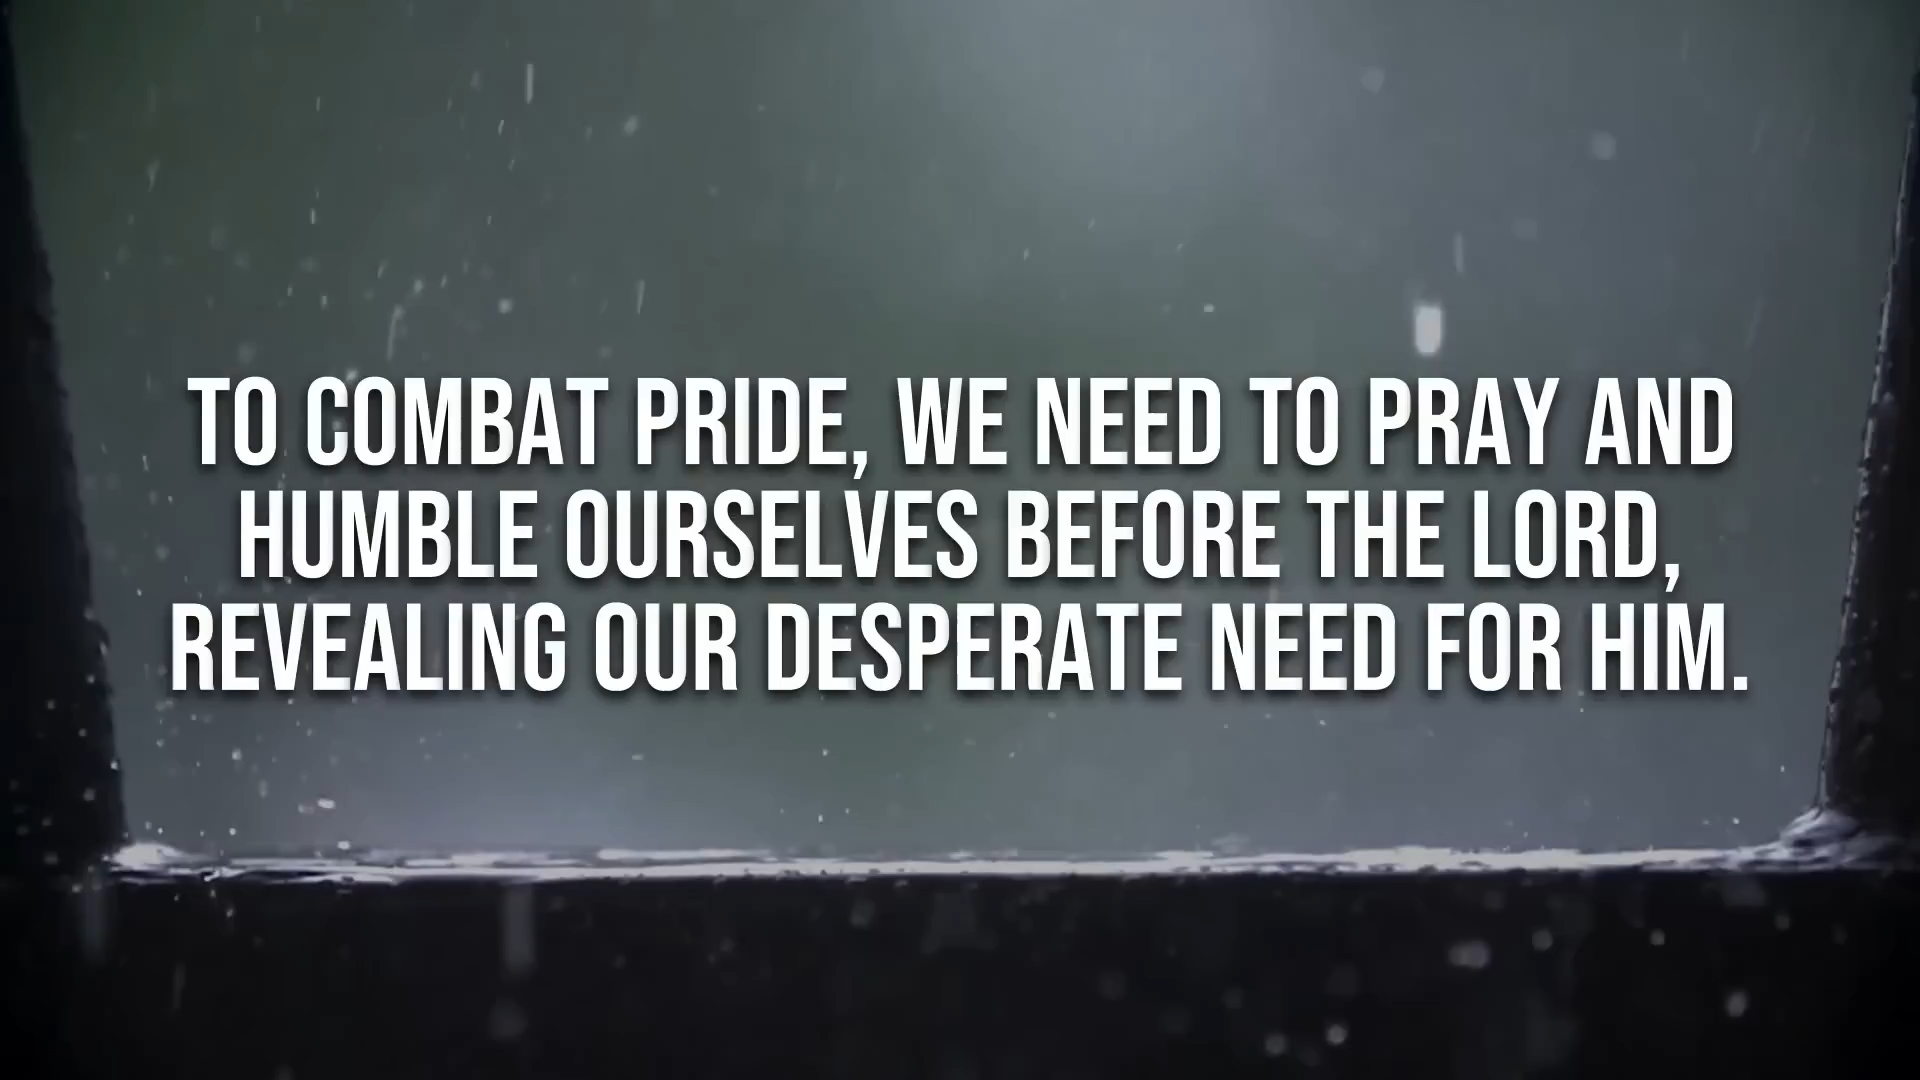 TO COMBAT PRIDE, WE NEED TO PRAY AND
HUMBLE OURSELVES BEFORE THE LORD,
REVEALING OUR DESPERATE NEED FOR HIM.